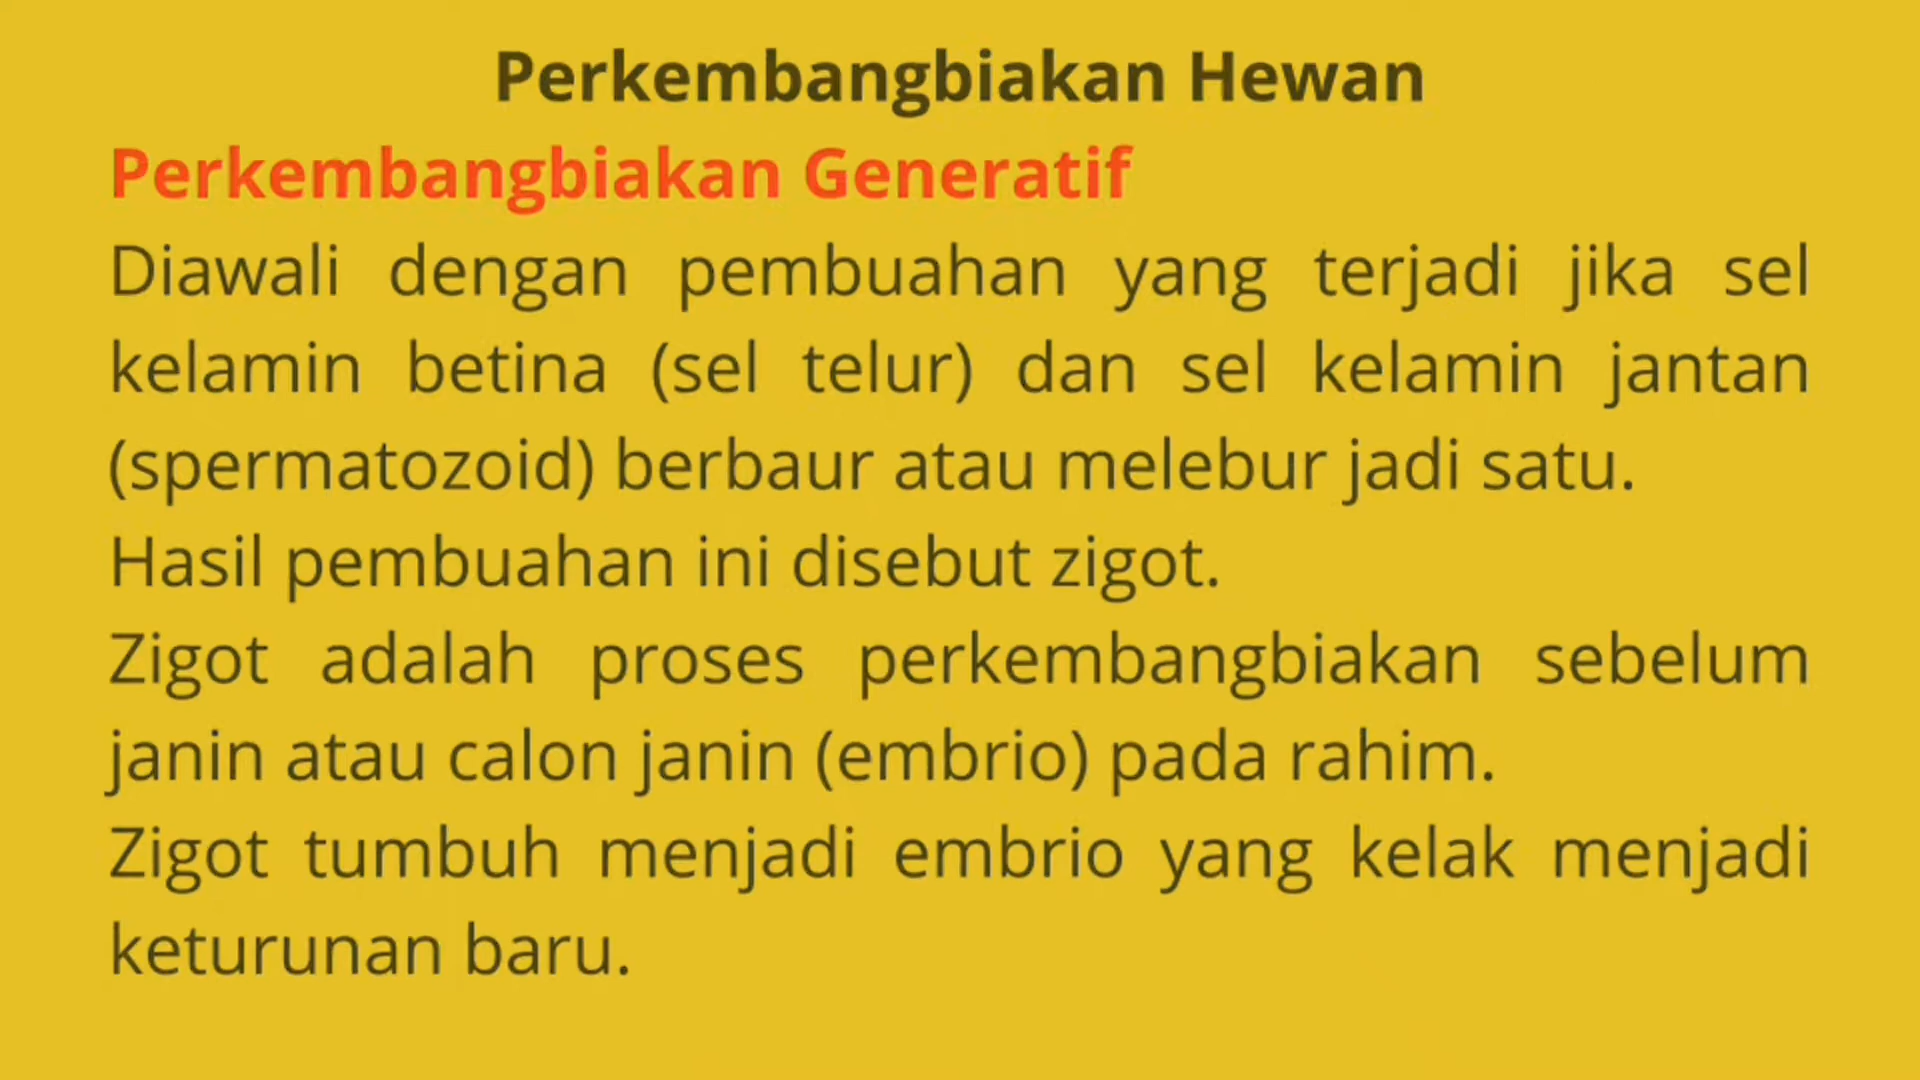 Perkembangbiakan Hewan
Perkembangbiakan Generatif
Diawali dengan pembuahan yang terjadi jika sel
kelamin betina (sel telur) dan sel kelamin jantan
(spermatozoid) berbaur atau melebur jadi satu.
Hasil pembuahan ini disebut zigot.
Zigot adalah proses perkembangbiakan sebelum
janin atau calon janin (embrio) pada rahim.
Zigot tumbuh menjadi embrio yang kelak menjadi
keturunan baru.